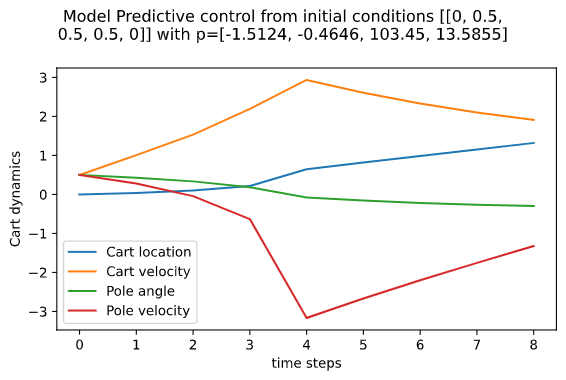 Model Predictive control from initial conditions [[0, 0.5,
0.5, 0.5, 0]] with p=[-1.5124, -0.4646, 103.45, 13.5855]
3
2
1
0
−1
−2
−3
Cart dynamics
Cart location
Cart velocity
Pole angle
Pole velocity
0 1 2 3 4 5 6 7 8
time steps